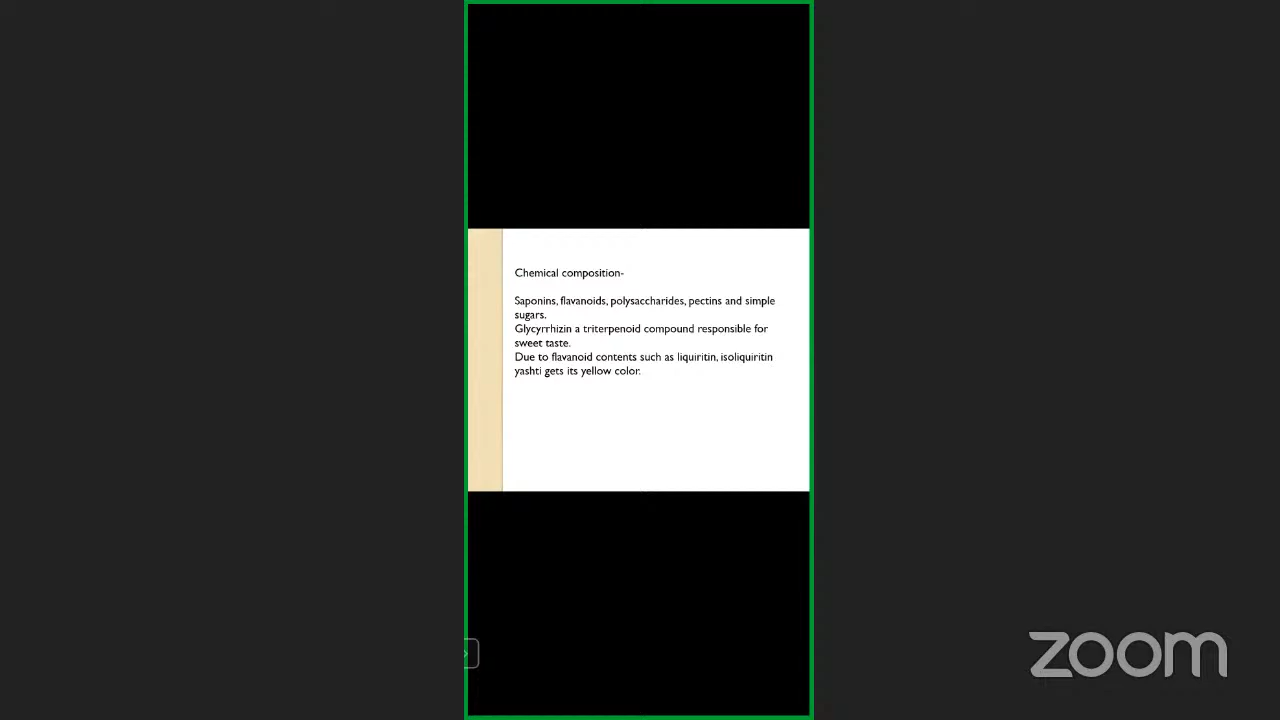 Chemical composition-
Saponins, flavanoids, polysaccharides, pectins and simple
sugars.
Glycyrrhizin a triterpenoid compound responsible for
sweet taste.
Due to flavanoid contents such as liquiritin, isoliquiritin
yashti gets its yellow color.
zoom